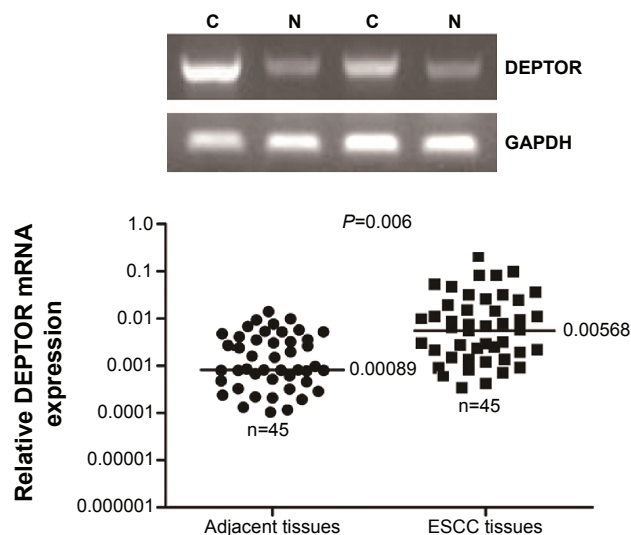 C N C N
DEPTOR
GAPDH
Relative DEPTOR mRNA
expression
P=0.006
1.0
0.1
0.01
0.001
0.0001
0.00001
0.000001
0.00089
n=45
0.00568
n=45
Adjacent tissues
ESCC tissues